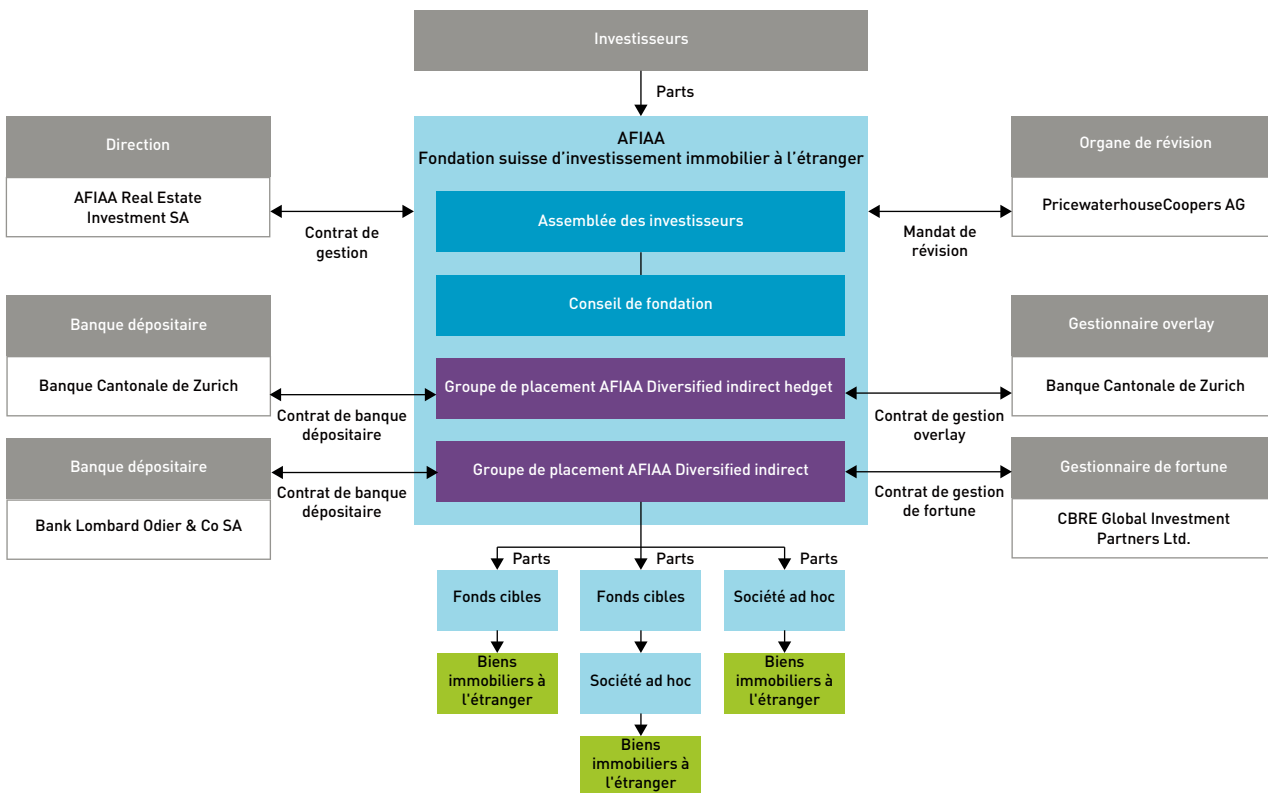 Investisseurs
Parts
Direction
AFIAA Real Estate
Investment SA
Contrat de
gestion
AFIAA
Fondation suisse d'investissement immobilier à l'étranger
Assemblée des investisseurs
Conseil de fondation
Organe de révision
PricewaterhouseCoopers AG
Mandat de
révision
Banque dépositaire
Banque Cantonale de Zurich
Contrat de banque
dépositaire
Groupe de placement AFIAA Diversified indirect hedget
Gestionnaire overlay
Banque Cantonale de Zurich
Contrat de gestion
overlay
Banque dépositaire
Bank Lombard Odier & Co SA
Contrat de banque
dépositaire
Groupe de placement AFIAA Diversified indirect
Gestionnaire de fortune
CBRE Global Investment
Partners Ltd.
Contrat de gestion
de fortune
Parts
Parts
Parts
Fonds cibles
Fonds cibles
Société ad hoc
Biens
immobiliers à
l'étranger
Société ad hoc
Biens
immobiliers à
l'étranger
Biens
immobiliers à
l'étranger